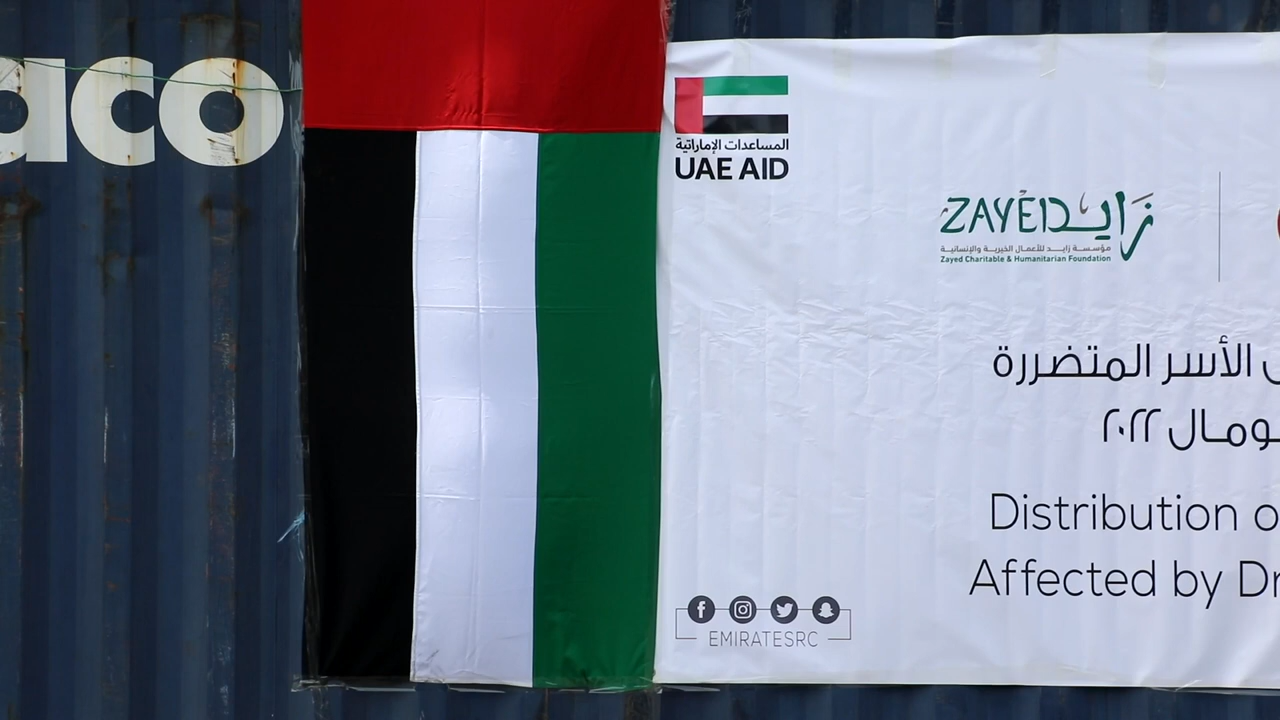 aco
المساعدات الإماراتية
UAE AID
ZAYED زايد
مؤسسة زايد للأعمال الخيرية والإنسانية
Zayed Charitable & Humanitarian Foundation
الأسر المتضررة
٢٠٢٢
Distribution
Affected by
EMIRATESRC